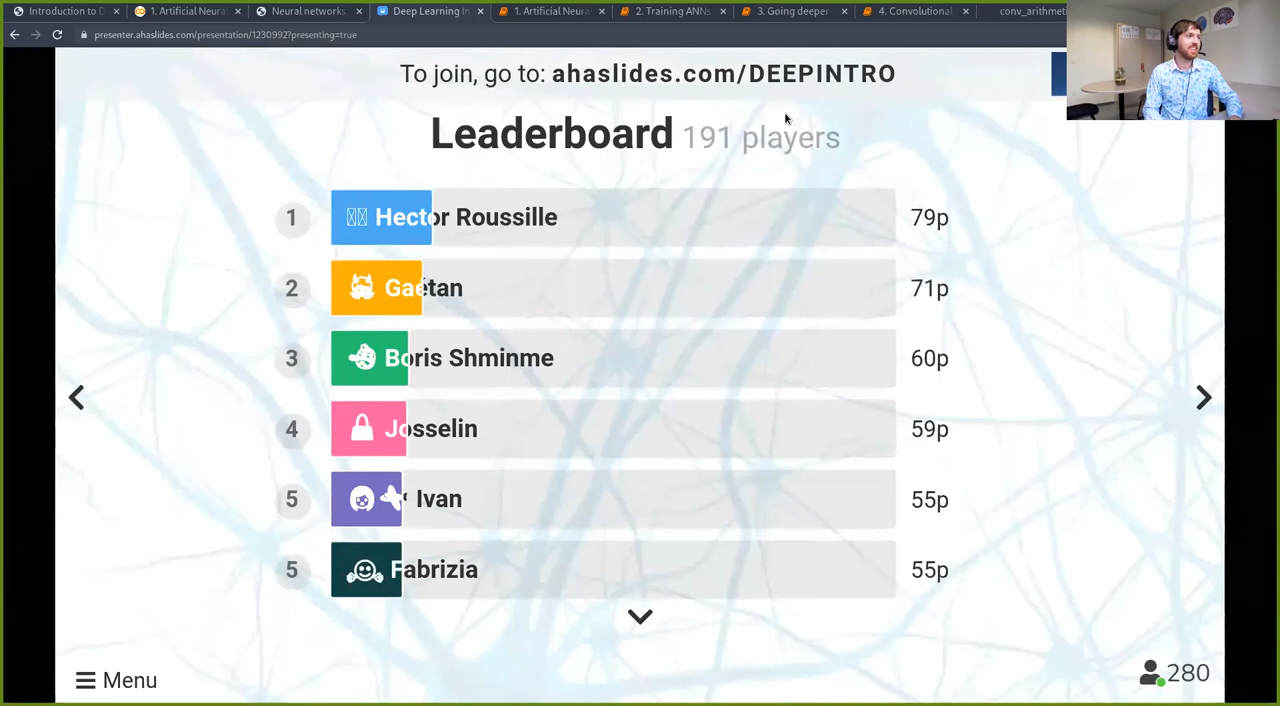 Introduction to D
1. Artificial Neural
Neural networks
Deep Learning In
1. Artificial Neura
2. Training ANNs
3. Going deeper
4. Convolutional
conv_arithmeti
presenter.ahaslides.com/presentation/1230992?presenting=true
To join, go to: ahaslides.com/DEEPINTRO
Leaderboard 191 players
1 Hector Roussille 79p
2 Gaétan 71p
3 Boris Shminme 60p
4 Josselin 59p
5 Ivan 55p
5 Fabrizia 55p
Menu
280